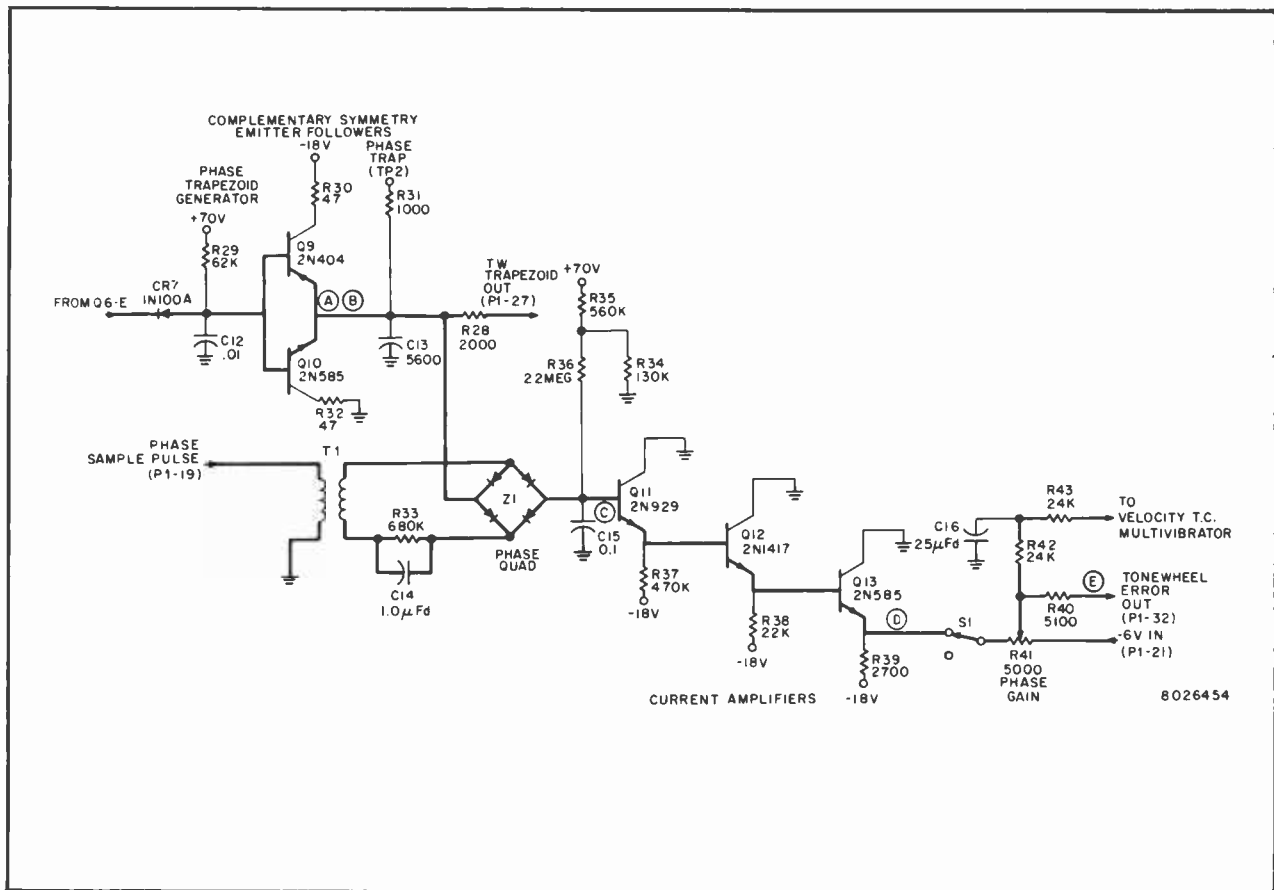 COMPLEMENTARY SYMMETRY
EMITTER FOLLOWERS
-18V
PHASE
TRAPEZOID
GENERATOR
+70V
R29
62K
R30
47
PHASE
TRAP
(TP2)
R31
1000
Q9
2N404
CR7
IN100A
FROM Q6-E
C12
.01
A B
Q10
2N585
R32
47
C13
5600
R28
2000
TW
TRAPEZOID
OUT
(P1-27)
+70V
R35
560K
R36
22MEG
R34
130K
PHASE
SAMPLE PULSE
(P1-19)
T1
R33
680K
C14
1.0µFd
Z1
PHASE
QUAD
C
C15
0.1
Q11
2N929
R37
470K
-18V
Q12
2N1417
R38
22K
-18V
Q13
2N585
D
R39
2700
-18V
S1
C16
25µFd
R43
24K
TO
VELOCITY T.C.
MULTIVIBRATOR
R42
24K
E
R40
5100
TONEWHEEL
ERROR
OUT
(P1-32)
-6V IN
(P1-21)
R41
5000
PHASE
GAIN
CURRENT AMPLIFIERS
8026454